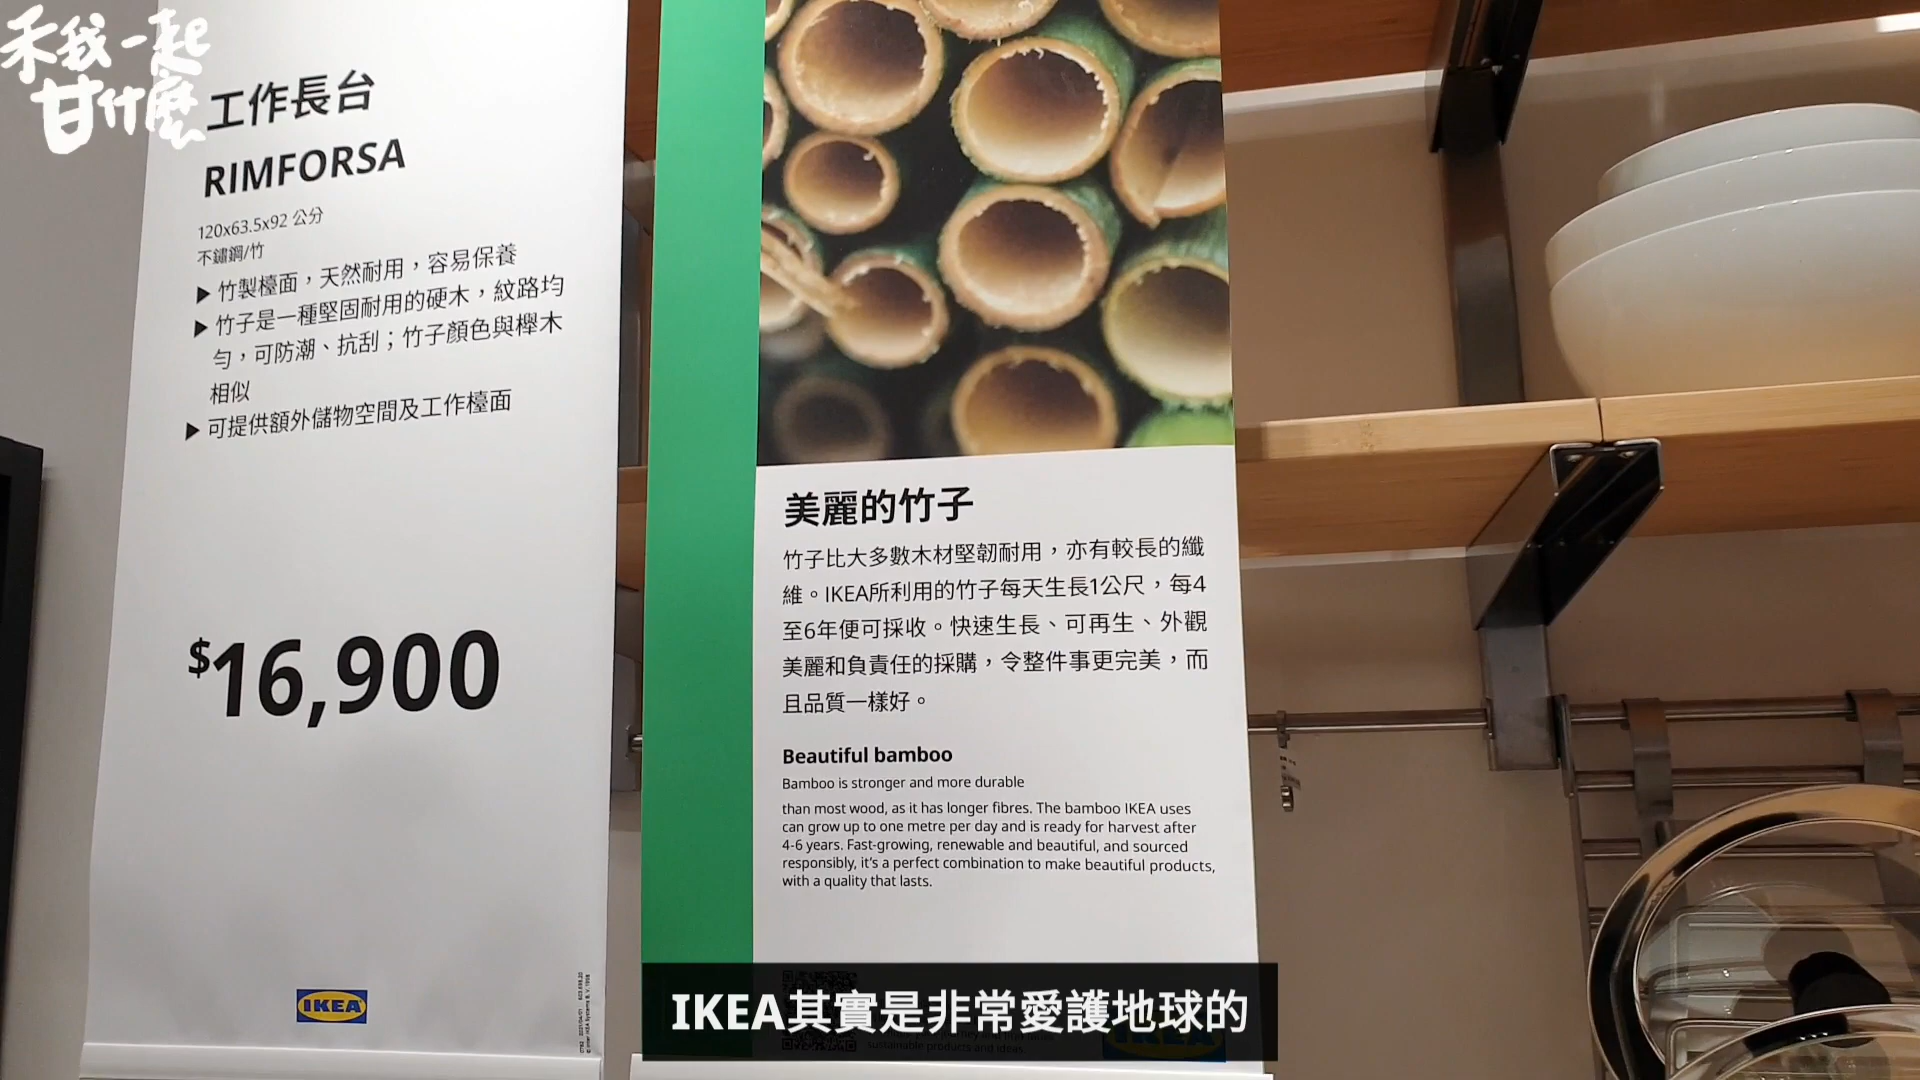 禾我一起
甘什麼
工作長台
RIMFORSA
120x63.5x92 公分
不鏽鋼/竹
▶ 竹製檯面，天然耐用，容易保養
▶ 竹子是一種堅固耐用的硬木，紋路均
勻，可防潮、抗刮；竹子顏色與櫸木
相似
▶ 可提供額外儲物空間及工作檯面
$16,900
IKEA
美麗的竹子
竹子比大多數木材堅韌耐用，亦有較長的纖
維。IKEA所利用的竹子每天生長1公尺，每4
至6年便可採收。快速生長、可再生、外觀
美麗和負責任的採購，令整件事更完美，而
且品質一樣好。
Beautiful bamboo
Bamboo is stronger and more durable
than most wood, as it has longer fibres. The bamboo IKEA uses
can grow up to one metre per day and is ready for harvest after
4-6 years. Fast-growing, renewable and beautiful, and sourced
responsibly, it's a perfect combination to make beautiful products,
with a quality that lasts.
sustainable products and ideas.
IKEA其實是非常愛護地球的